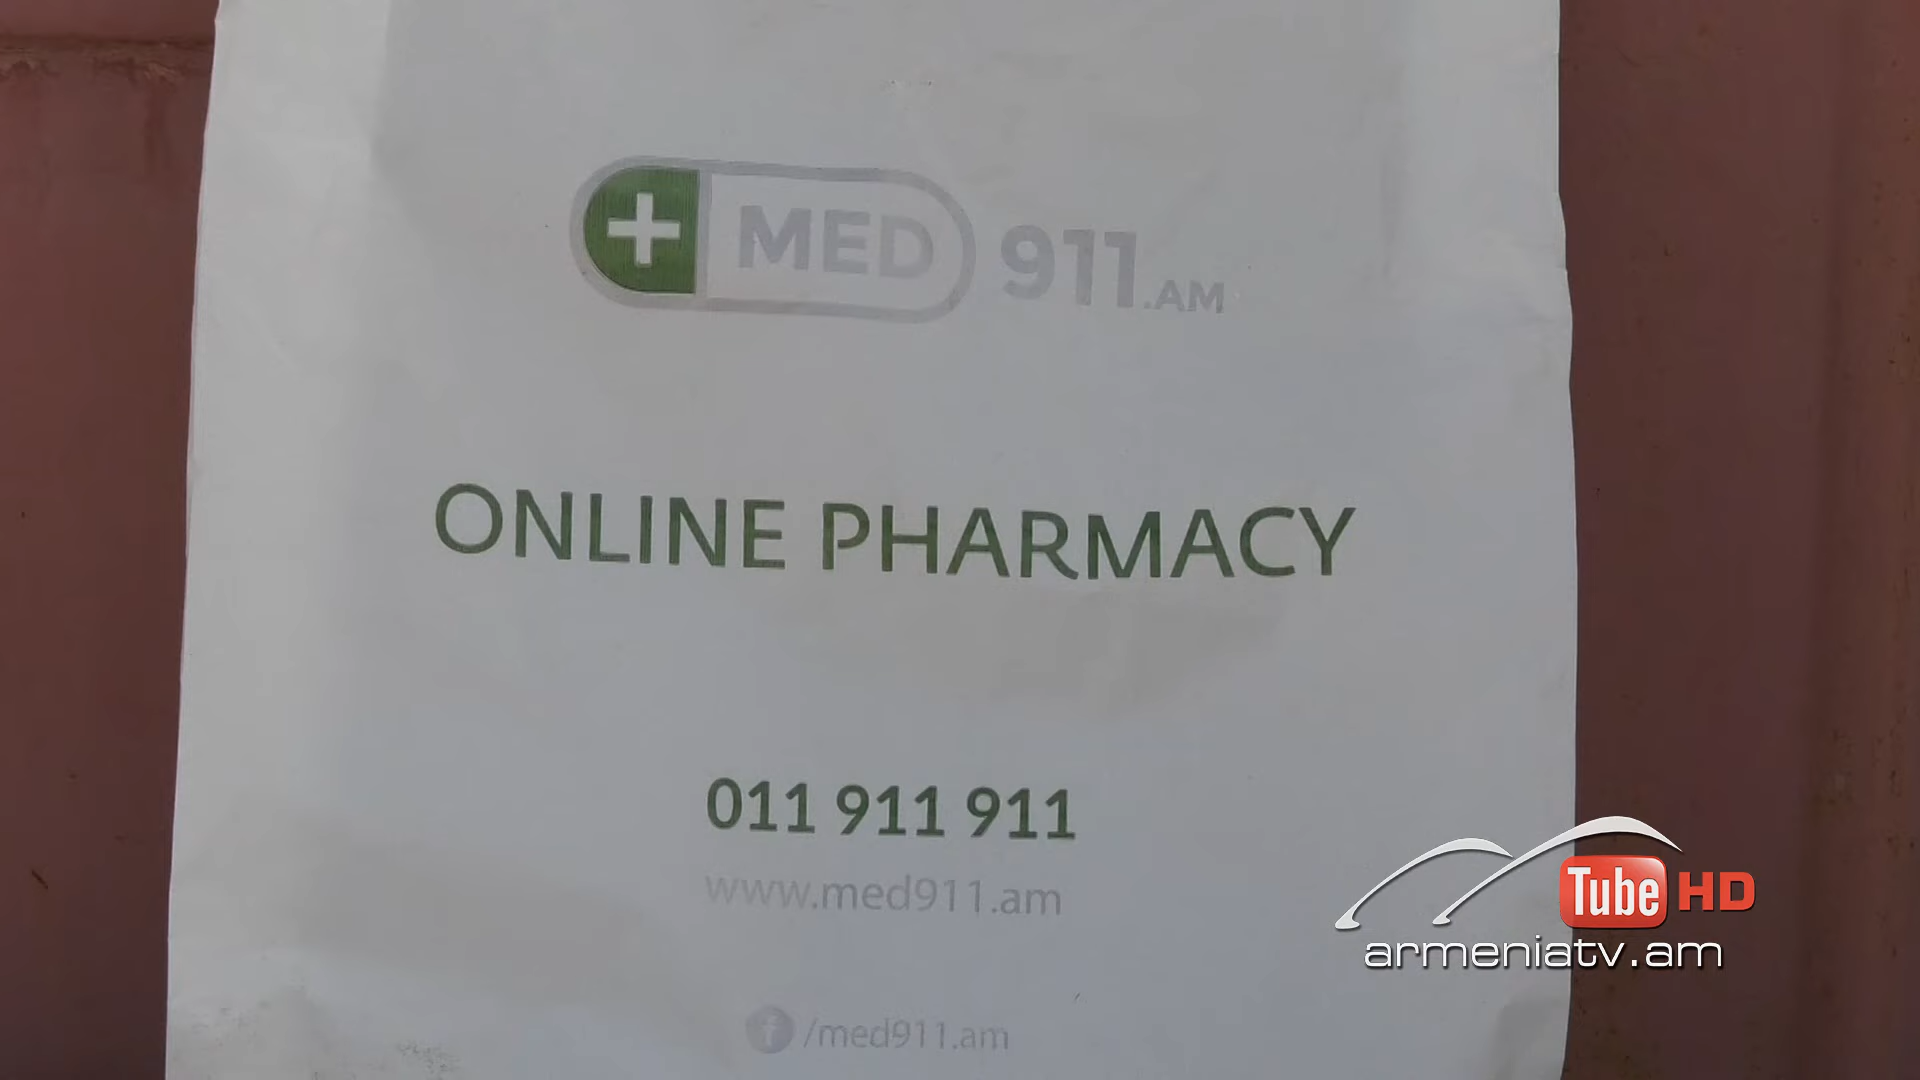 MED 911.AM
ONLINE PHARMACY
011 911 911
www.med911.am
f /med911.am
Tube HD
armeniatv.am